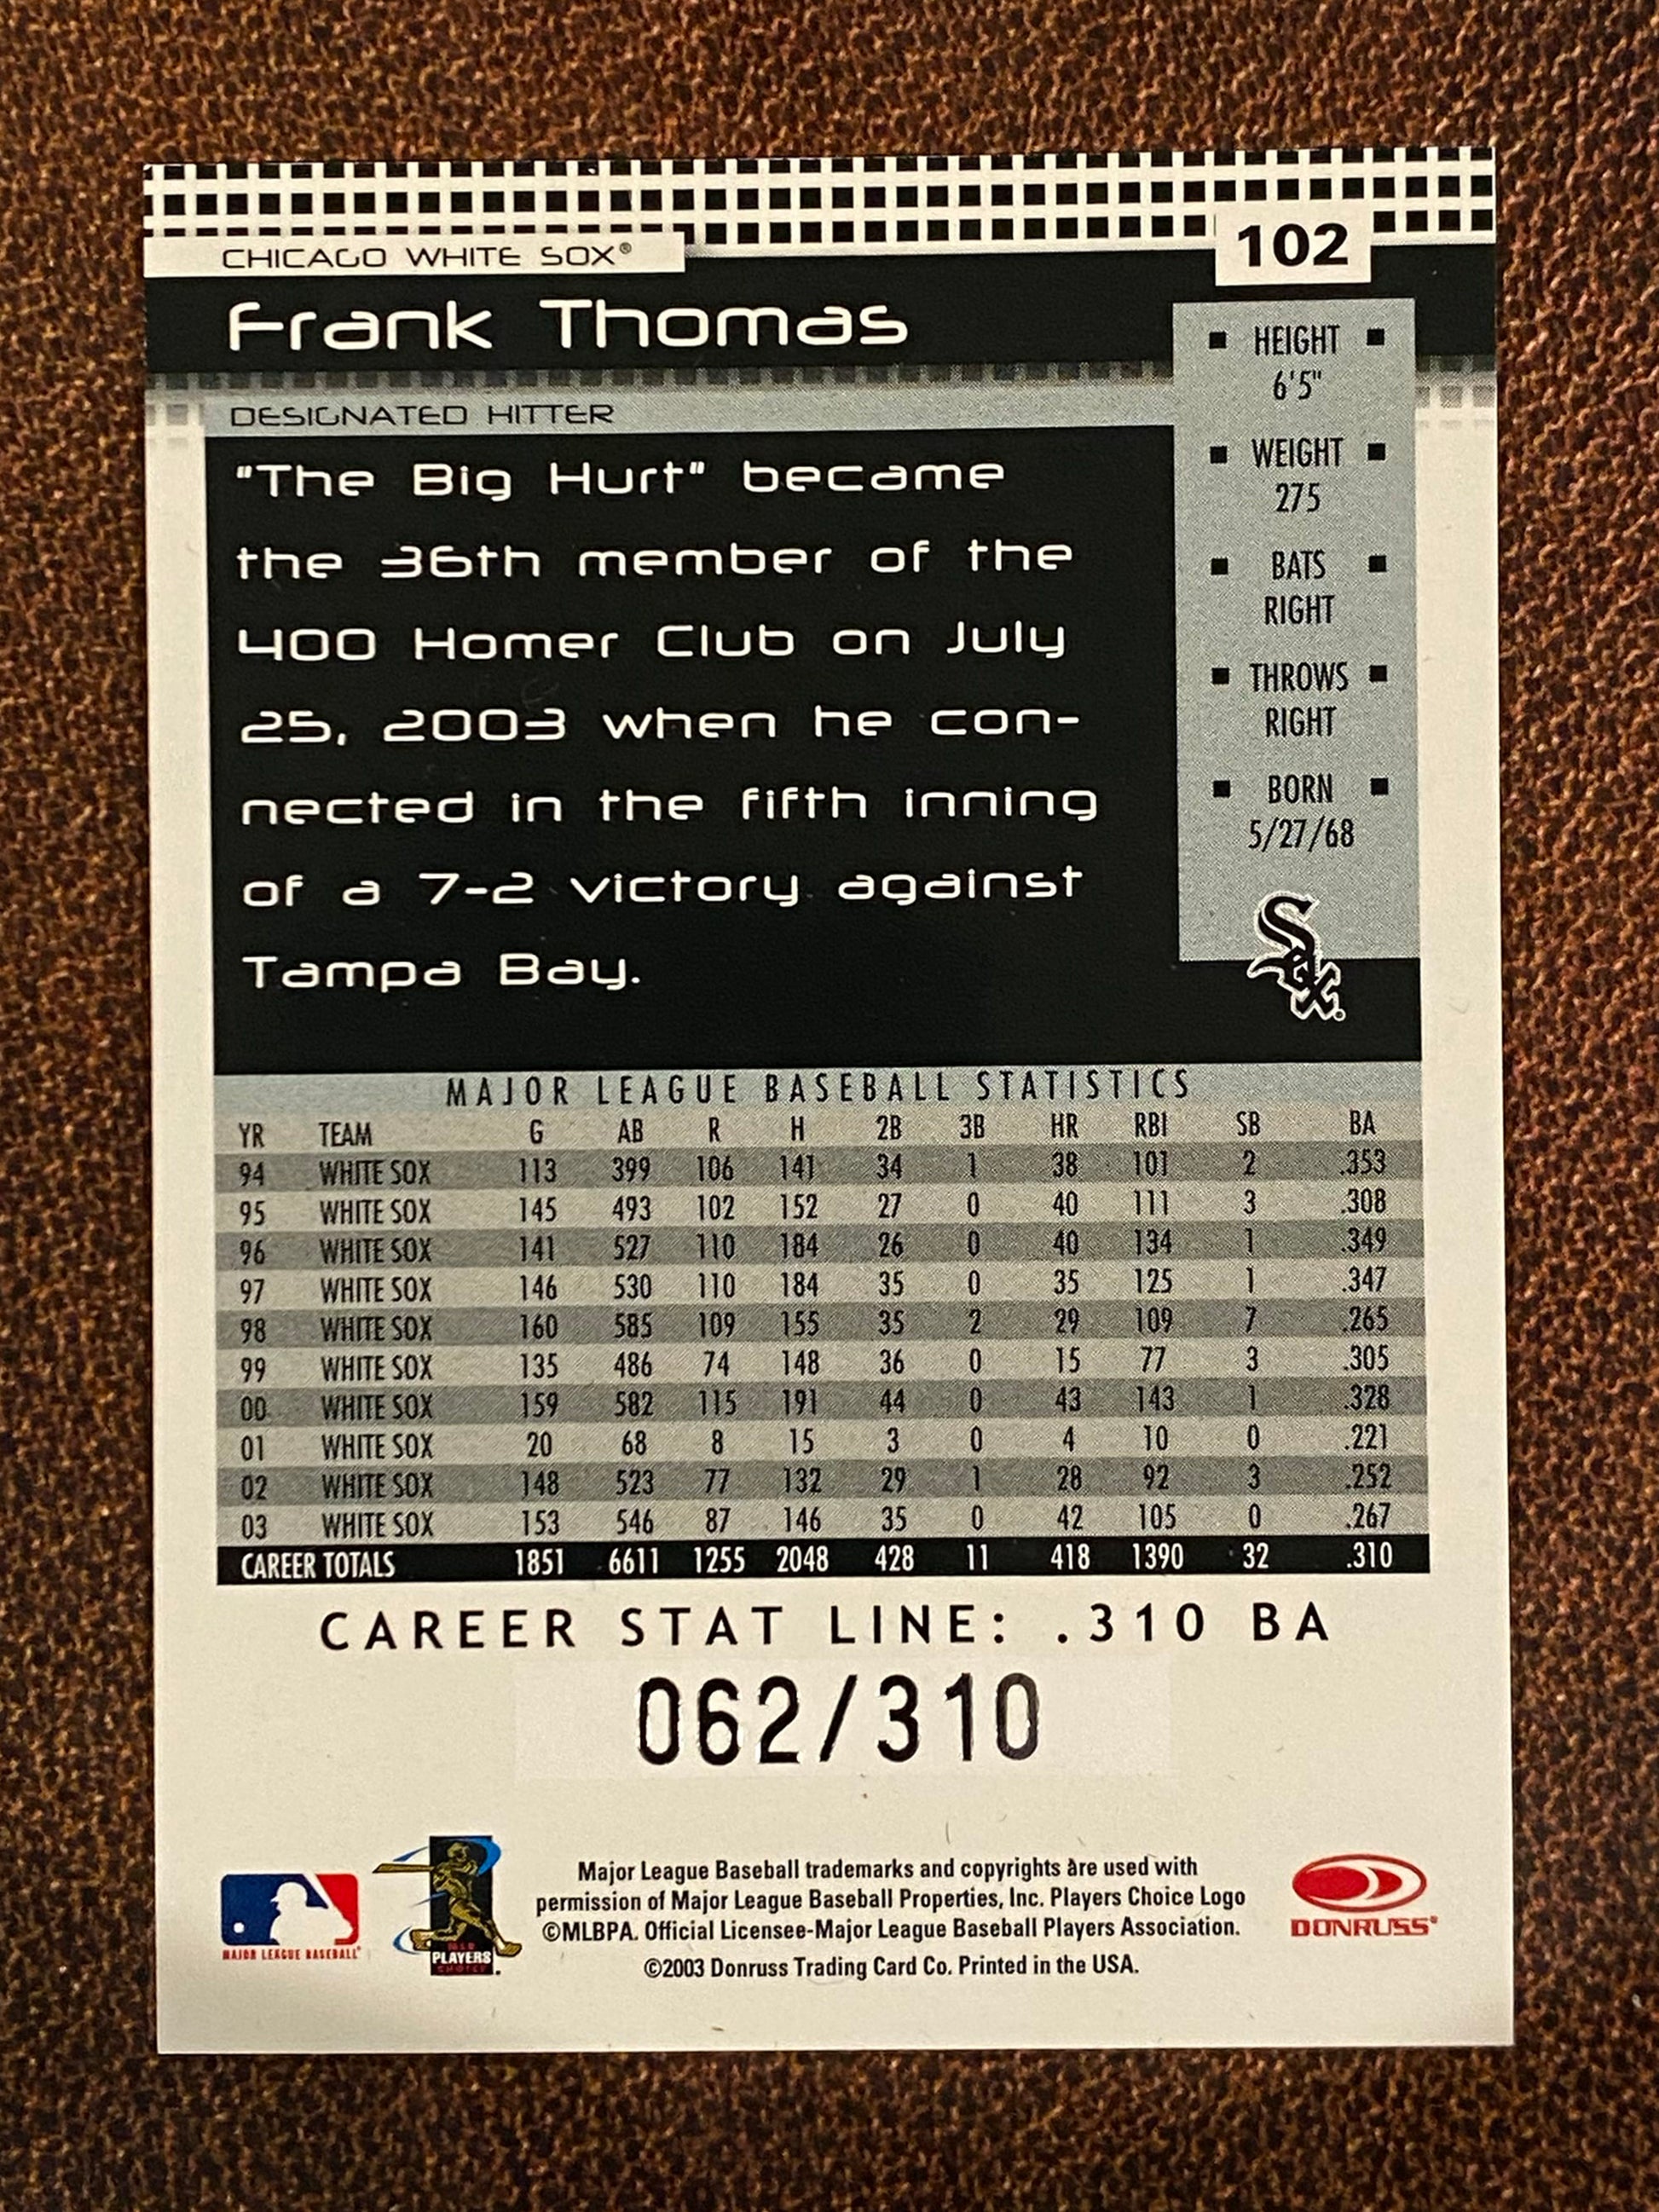 CHICAGO WHITE SOX®
102
Frank Thomas
DESIGNATED HITTER
"The Big Hurt" became
the 36th member of the
400 Homer Club on July
25, 2003 when he con-
nected in the fifth inning
of a 7-2 victory against
Tampa Bay.
HEIGHT
6'5"
WEIGHT
275
BATS
RIGHT
THROWS
RIGHT
BORN
5/27/68
Sox
MAJOR LEAGUE BASEBALL STATISTICS
YR TEAM G AB R H 2B 3B HR RBI SB BA
94 WHITE SOX 113 399 106 141 34 1 38 101 2 .353
95 WHITE SOX 145 493 102 152 27 0 40 111 3 .308
96 WHITE SOX 141 527 110 184 26 0 40 134 1 .349
97 WHITE SOX 146 530 110 184 35 0 35 125 1 .347
98 WHITE SOX 160 585 109 155 35 2 29 109 7 .265
99 WHITE SOX 135 486 74 148 36 0 15 77 3 .305
00 WHITE SOX 159 582 115 191 44 0 43 143 1 .328
01 WHITE SOX 20 68 8 15 3 0 4 10 0 .221
02 WHITE SOX 148 523 77 132 29 1 28 92 3 .252
03 WHITE SOX 153 546 87 146 35 0 42 105 0 .267
CAREER TOTALS 1851 6611 1255 2048 428 11 418 1390 32 .310
CAREER STAT LINE: .310 BA
062/310
MAJOR LEAGUE BASEBALL
MLB
PLAYERS
CHOICE
Major League Baseball trademarks and copyrights are used with
permission of Major League Baseball Properties, Inc. Players Choice Logo
©MLBPA. Official Licensee-Major League Baseball Players Association.
©2003 Donruss Trading Card Co. Printed in the USA.
DONRUSS®